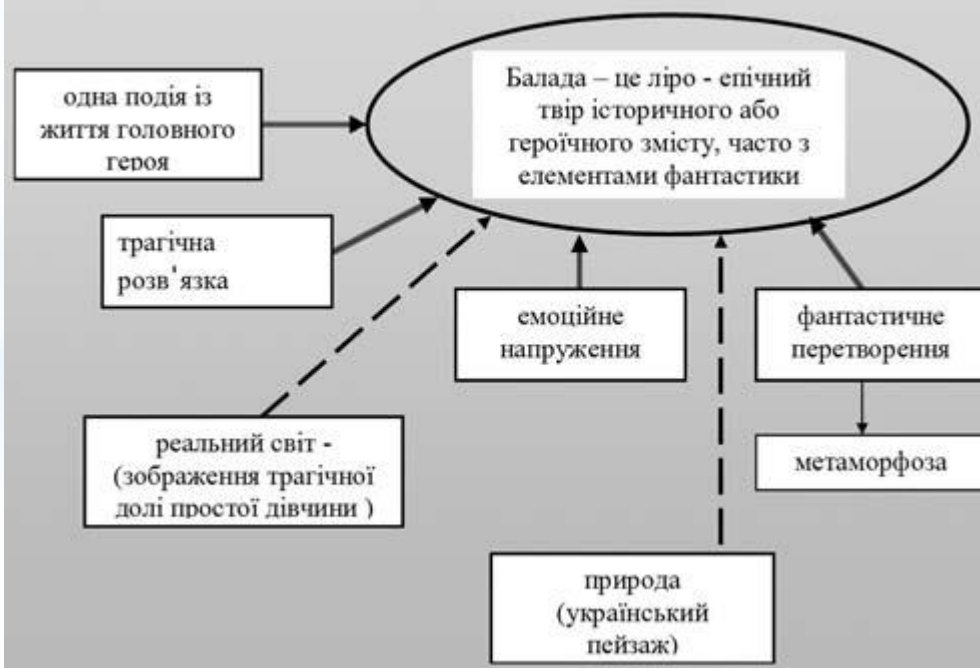 Балада – це ліро - епічний
твір історичного або
героїчного змісту, часто з
елементами фантастики
одна подія із
життя головного
героя
трагічна
розв'язка
емоційне
напруження
фантастичне
перетворення
реальний світ -
(зображення трагічної
долі простої дівчини )
метаморфоза
природа
(український
пейзаж)